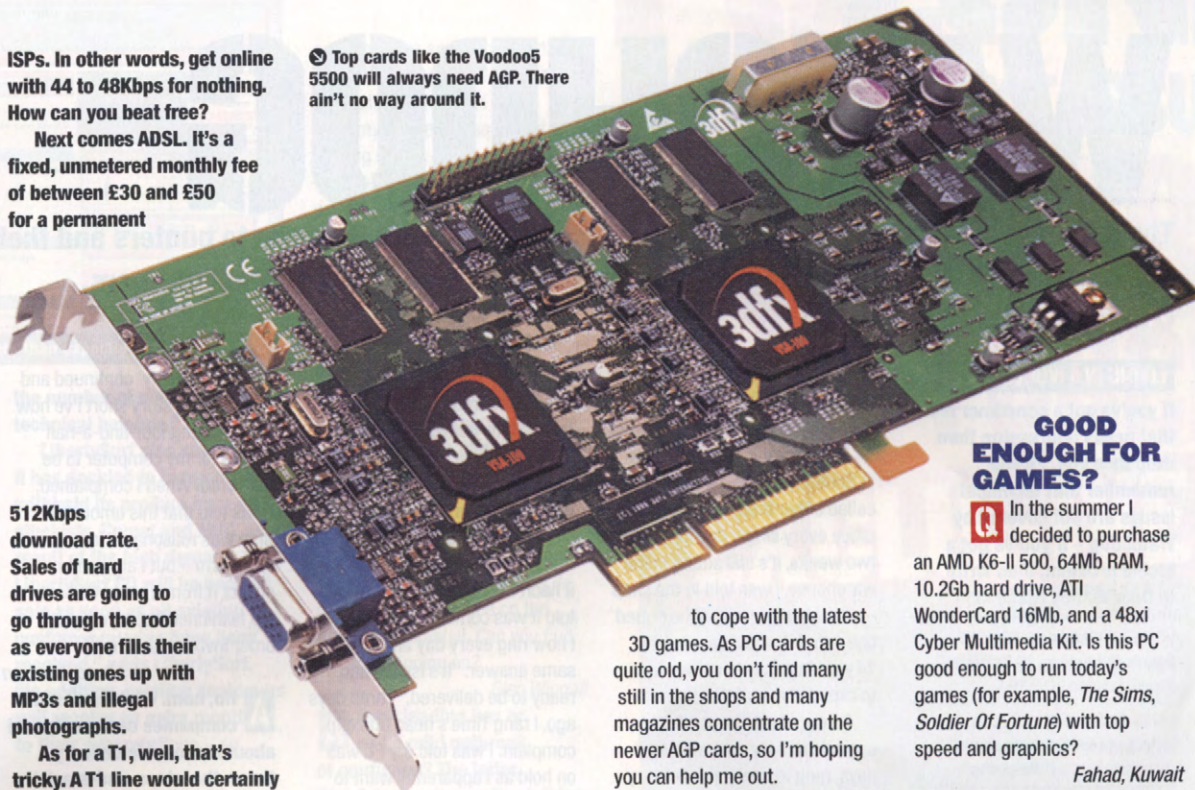 ISPs. In other words, get online
with 44 to 48Kbps for nothing.
How can you beat free?
Next comes ADSL. It's a
fixed, unmetered monthly fee
of between £30 and £50
for a permanent
512Kbps
download rate.
Sales of hard
drives are going to
go through the roof
as everyone fills their
existing ones up with
MP3s and illegal
photographs.
As for a T1, well, that's
tricky. A T1 line would certainly
Top cards like the Voodoo5
5500 will always need AGP. There
ain't no way around it.
3dfx
CE
3dfx
VSA-100
3dfx
VSA-100
to cope with the latest
3D games. As PCI cards are
quite old, you don't find many
still in the shops and many
magazines concentrate on the
newer AGP cards, so I'm hoping
you can help me out.
GOOD
ENOUGH FOR
GAMES?
Q In the summer I
decided to purchase
an AMD K6-II 500, 64Mb RAM,
10.2Gb hard drive, ATI
WonderCard 16Mb, and a 48xi
Cyber Multimedia Kit. Is this PC
good enough to run today's
games (for example, The Sims,
Soldier Of Fortune) with top
speed and graphics?
Fahad, Kuwait